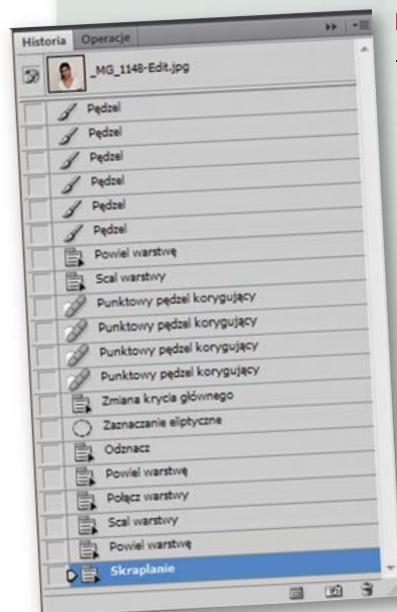 Historia Operacje
_MG_1148-Edit.jpg
Pędzel
Pędzel
Pędzel
Pędzel
Pędzel
Pędzel
Powiel warstwę
Scal warstwy
Punktowy pędzel korygujący
Punktowy pędzel korygujący
Punktowy pędzel korygujący
Punktowy pędzel korygujący
Zmiana krycia głównego
Zaznaczanie eliptyczne
Odznacz
Powiel warstwę
Połącz warstwy
Scal warstwy
Powiel warstwę
Skraplanie